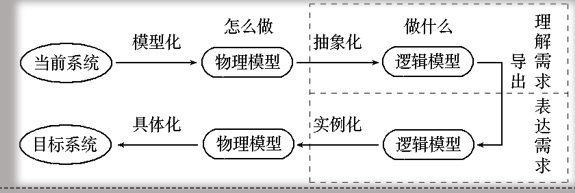 怎么做
做什么
模型化
抽象化
当前系统
物理模型
逻辑模型
导出
理解需求
具体化
实例化
目标系统
物理模型
逻辑模型
表达需求